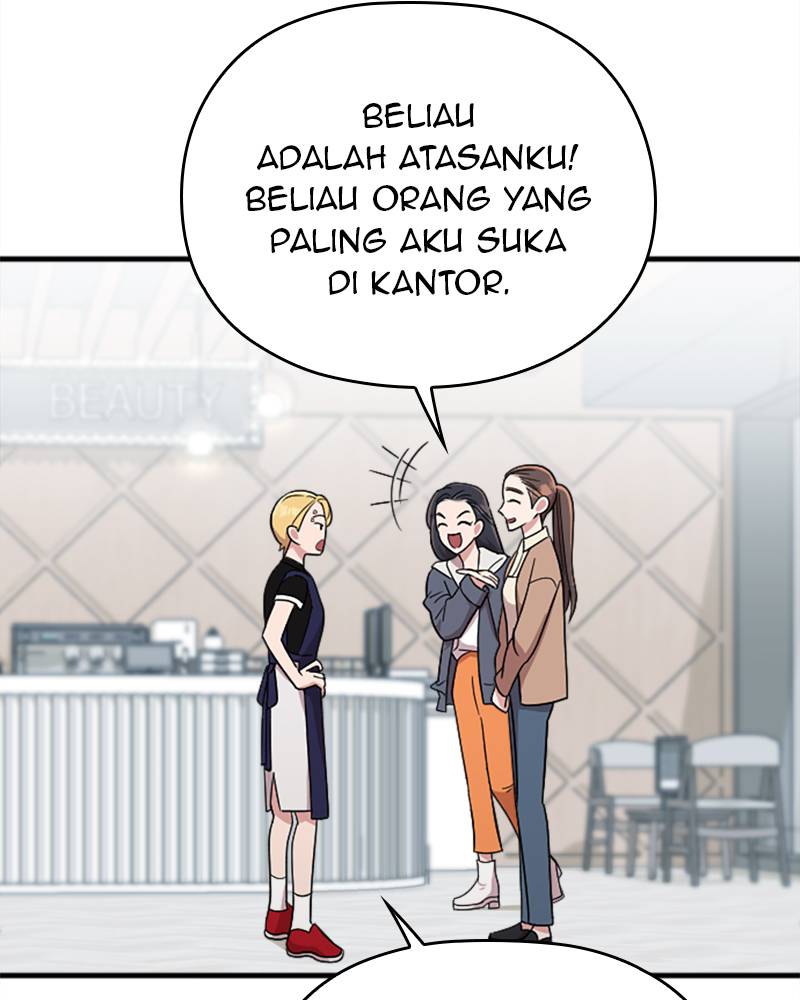 BELIAU
ADALAH ATASANKU!
BELIAU ORANG YANG
PALING AKU SUKA
DI KANTOR.
BEAUTY